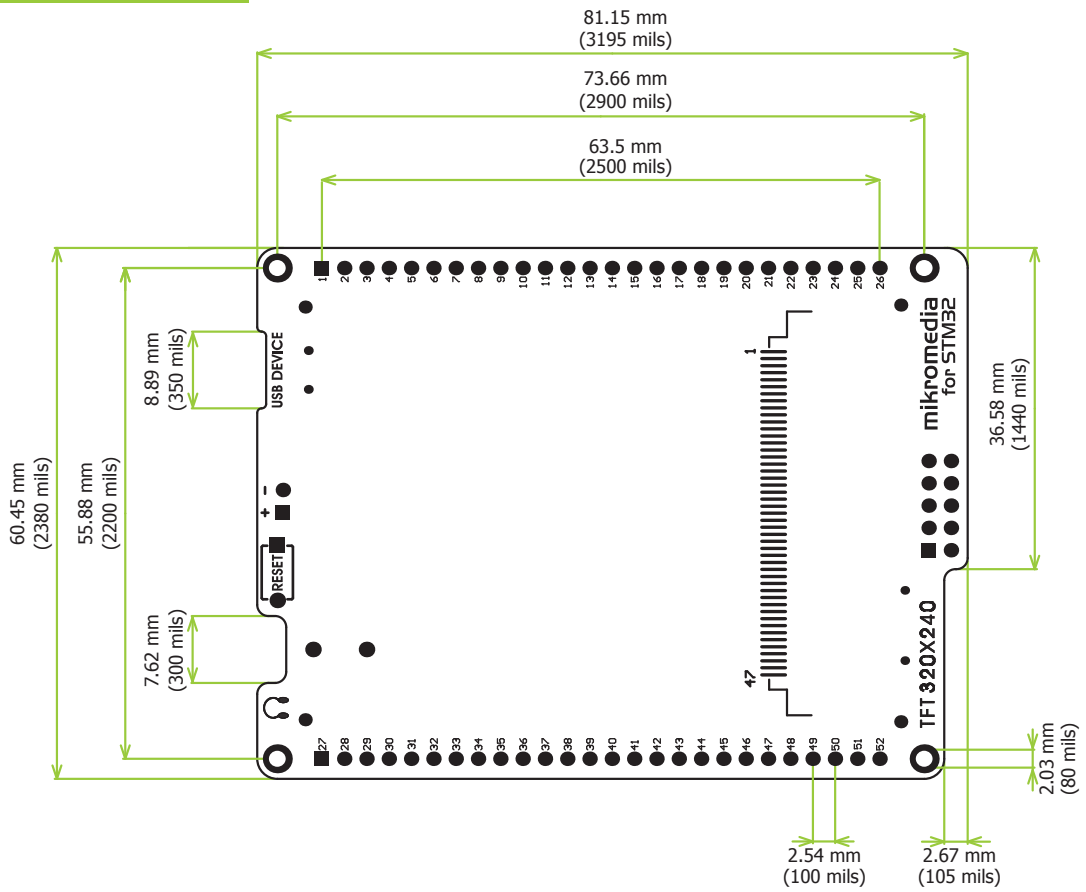 81.15 mm
(3195 mils)
73.66 mm
(2900 mils)
63.5 mm
(2500 mils)
1 2 3 4 5 6 7 8 9 10 11 12 13 14 15 16 17 18 19 20 21 22 23 24 25 26
60.45 mm
(2380 mils)
55.88 mm
(2200 mils)
8.89 mm
(350 mils)
7.62 mm
(300 mils)
USB DEVICE
-
+
RESET
1
47
mikromedia
for STM32
36.58 mm
(1440 mils)
TFT 320X240
27 28 29 30 31 32 33 34 35 36 37 38 39 40 41 42 43 44 45 46 47 48 49 50 51 52
2.03 mm
(80 mils)
2.54 mm
(100 mils)
2.67 mm
(105 mils)